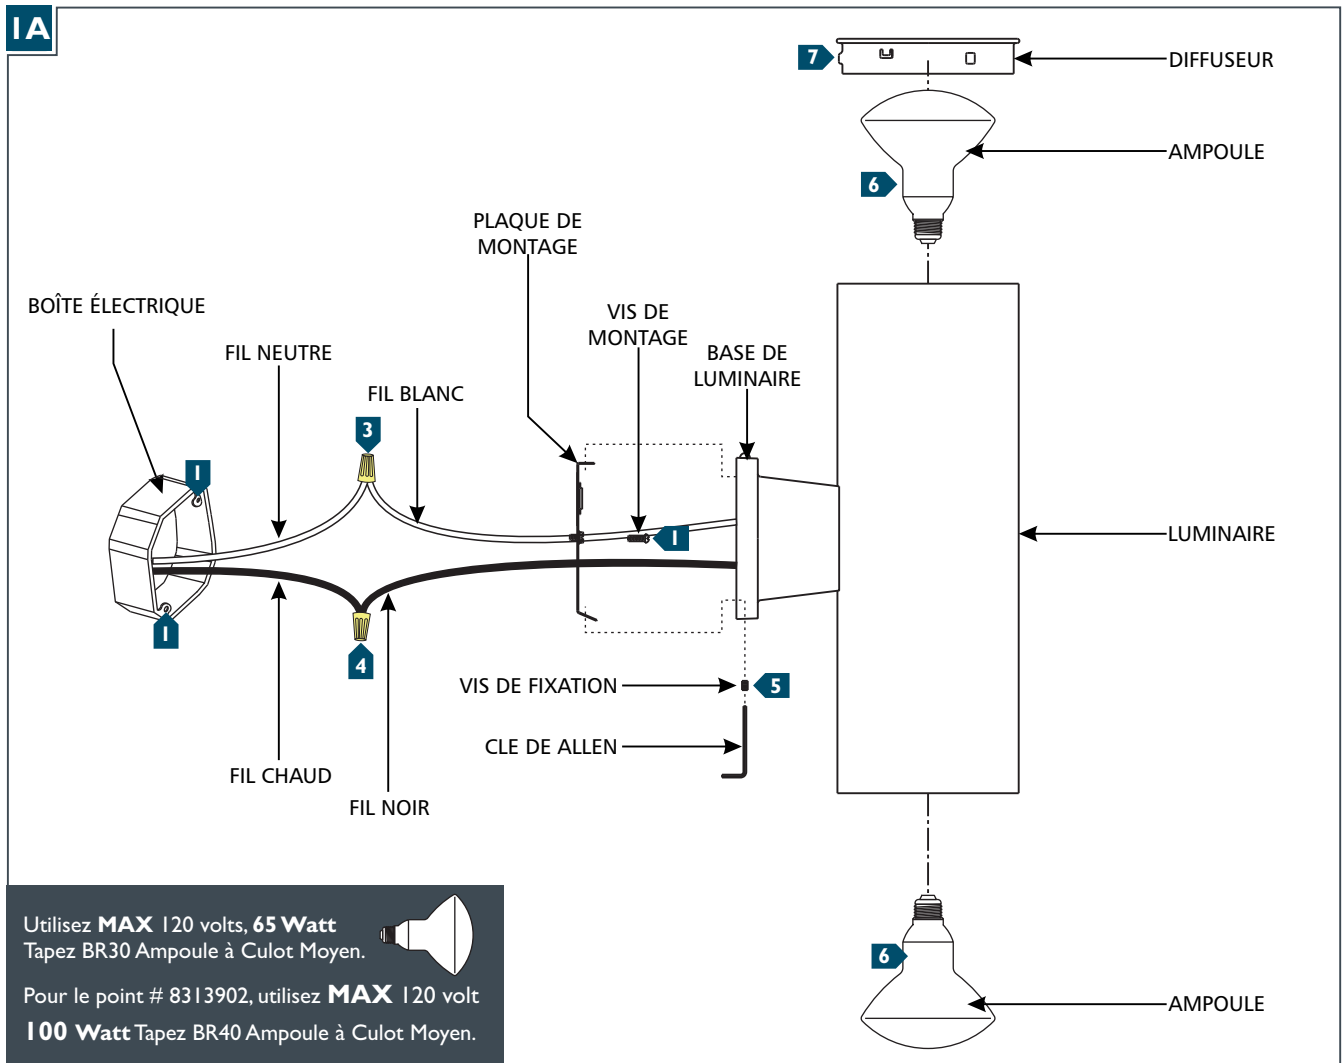 1A
7
DIFFUSEUR
AMPOULE
6
PLAQUE DE
MONTAGE
BOÎTE ÉLECTRIQUE
VIS DE
MONTAGE
FIL NEUTRE
BASE DE
LUMINAIRE
FIL BLANC
3
1
1
LUMINAIRE
1
4
VIS DE FIXATION
5
CLE DE ALLEN
FIL CHAUD
FIL NOIR
Utilisez MAX 120 volts, 65 Watt
Tapez BR30 Ampoule à Culot Moyen.
Pour le point # 8313902, utilisez MAX 120 volt
100 Watt Tapez BR40 Ampoule à Culot Moyen.
6
AMPOULE